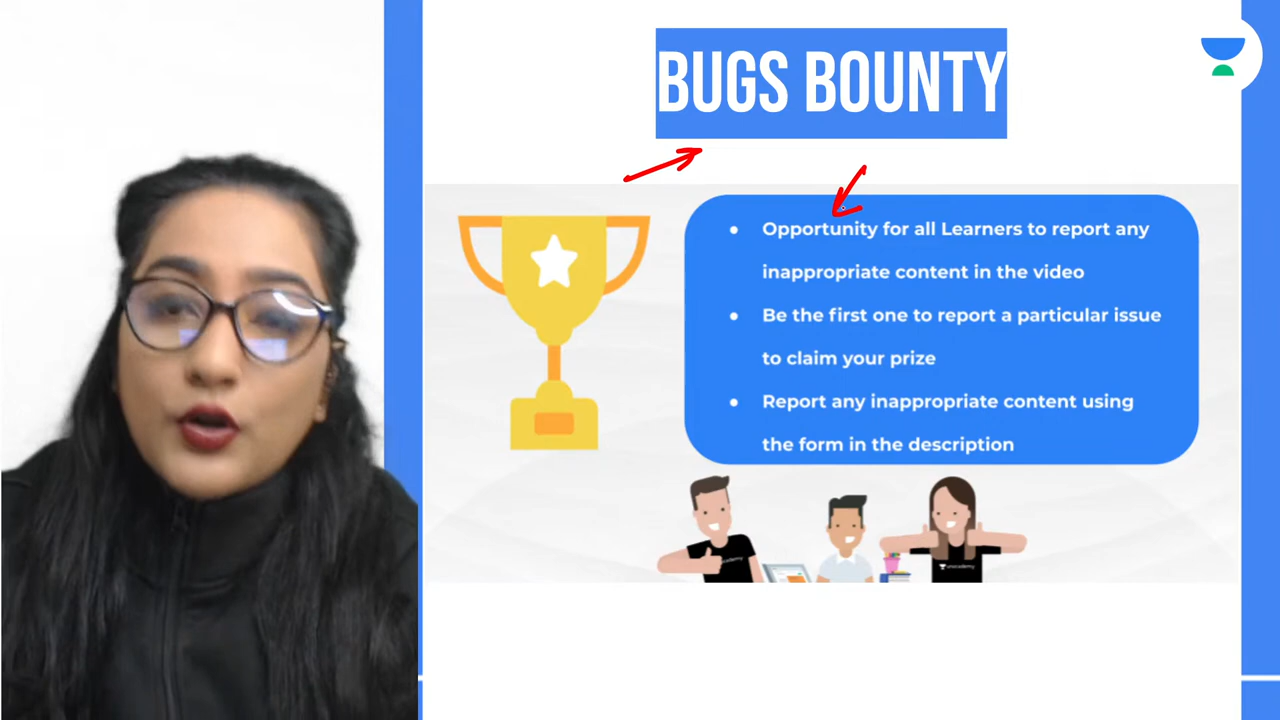 BUGS BOUNTY
• Opportunity for all Learners to report any
inappropriate content in the video
• Be the first one to report a particular issue
to claim your prize
• Report any inappropriate content using
the form in the description
unacademy